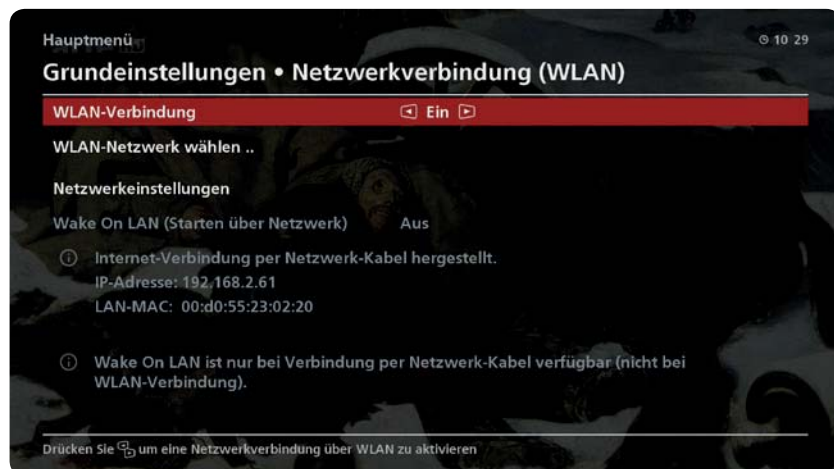 Hauptmenü
10 29
Grundeinstellungen • Netzwerkverbindung (WLAN)
WLAN-Verbindung Ein
WLAN-Netzwerk wählen ..
Netzwerkeinstellungen
Wake On LAN (Starten über Netzwerk) Aus
Internet-Verbindung per Netzwerk-Kabel hergestellt.
IP-Adresse: 192.168.2.61
LAN-MAC: 00:d0:55:23:02:20
Wake On LAN ist nur bei Verbindung per Netzwerk-Kabel verfügbar (nicht bei
WLAN-Verbindung).
Drücken Sie um eine Netzwerkverbindung über WLAN zu aktivieren